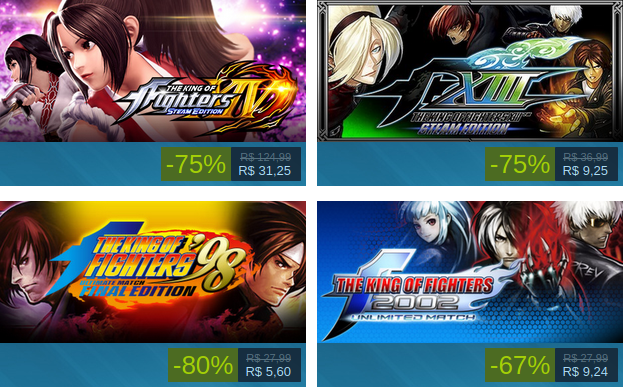 THE KING OF
Fighters XIV
STEAM EDITION
-75%
R$ 124,99
R$ 31,25
XIII
THE KING OF FIGHTERS XIII
STEAM EDITION
-75%
R$ 36,99
R$ 9,25
THE KING OF
FIGHTERS '98
ULTIMATE MATCH
FINAL EDITION
-80%
R$ 27,99
R$ 5,60
THE KING OF FIGHTERS
2002
UNLIMITED MATCH
-67%
R$ 27,99
R$ 9,24